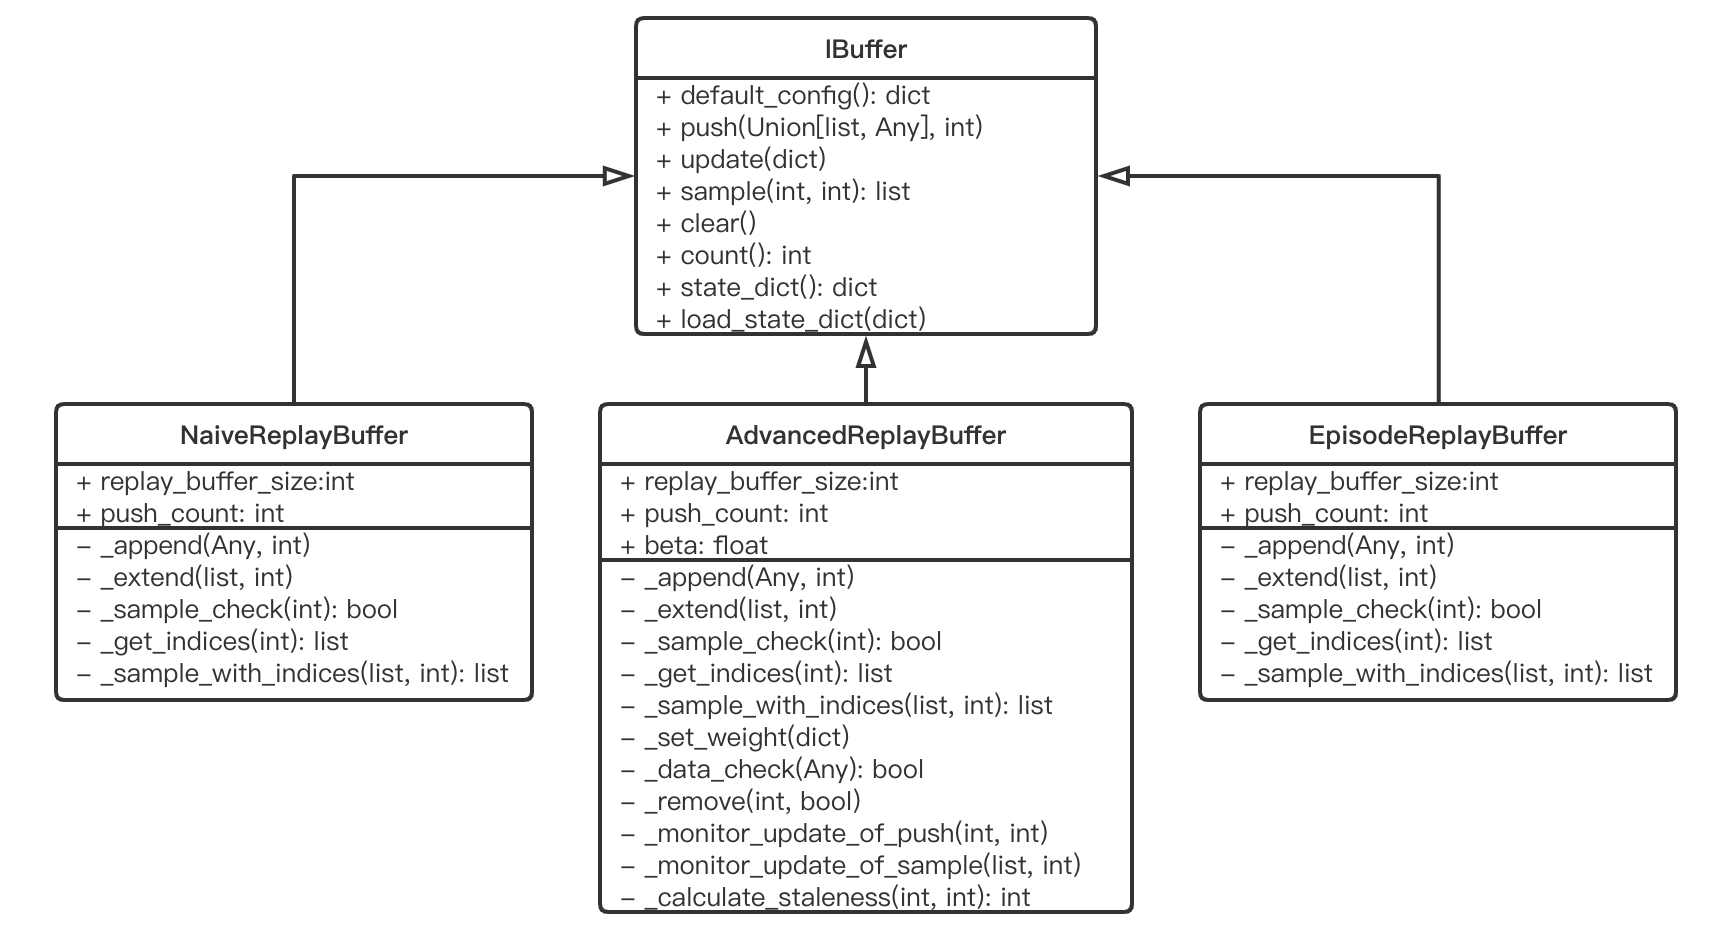 IBuffer
+ default_config(): dict
+ push(Union[list, Any], int)
+ update(dict)
+ sample(int, int): list
+ clear()
+ count(): int
+ state_dict(): dict
+ load_state_dict(dict)
NaiveReplayBuffer
+ replay_buffer_size:int
+ push_count: int
– _append(Any, int)
– _extend(list, int)
– _sample_check(int): bool
– _get_indices(int): list
– _sample_with_indices(list, int): list
AdvancedReplayBuffer
+ replay_buffer_size:int
+ push_count: int
+ beta: float
– _append(Any, int)
– _extend(list, int)
– _sample_check(int): bool
– _get_indices(int): list
– _sample_with_indices(list, int): list
– _set_weight(dict)
– _data_check(Any): bool
– _remove(int, bool)
– _monitor_update_of_push(int, int)
– _monitor_update_of_sample(list, int)
– _calculate_staleness(int, int): int
EpisodeReplayBuffer
+ replay_buffer_size:int
+ push_count: int
– _append(Any, int)
– _extend(list, int)
– _sample_check(int): bool
– _get_indices(int): list
– _sample_with_indices(list, int): list